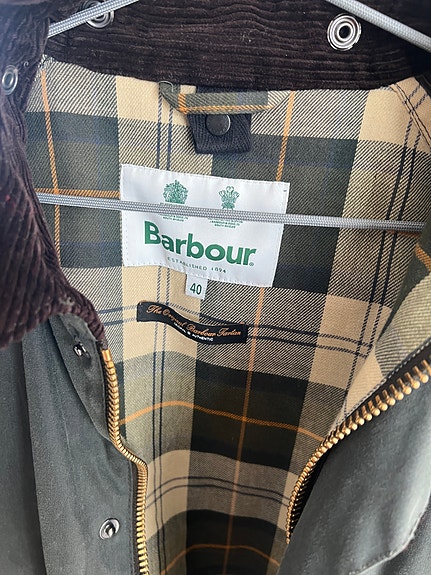 Barbour
ESTABLISHED 1894
40
The Original Barbour Tartan